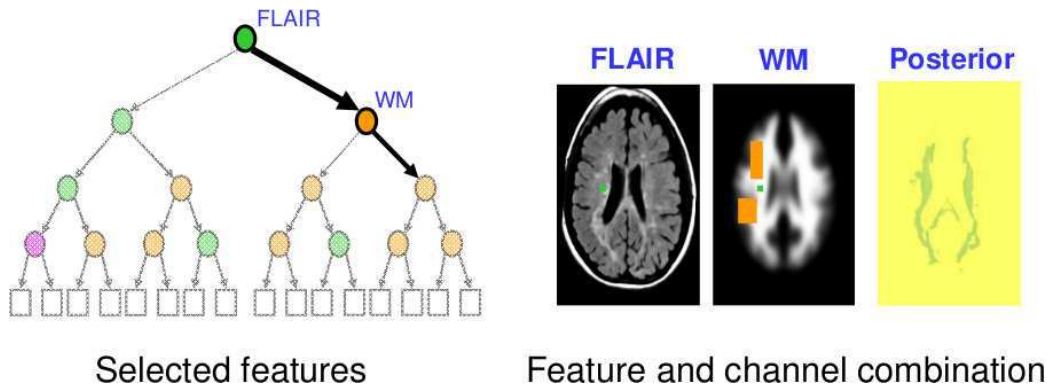 FLAIR
WM
FLAIR WM Posterior
Selected features
Feature and channel combination